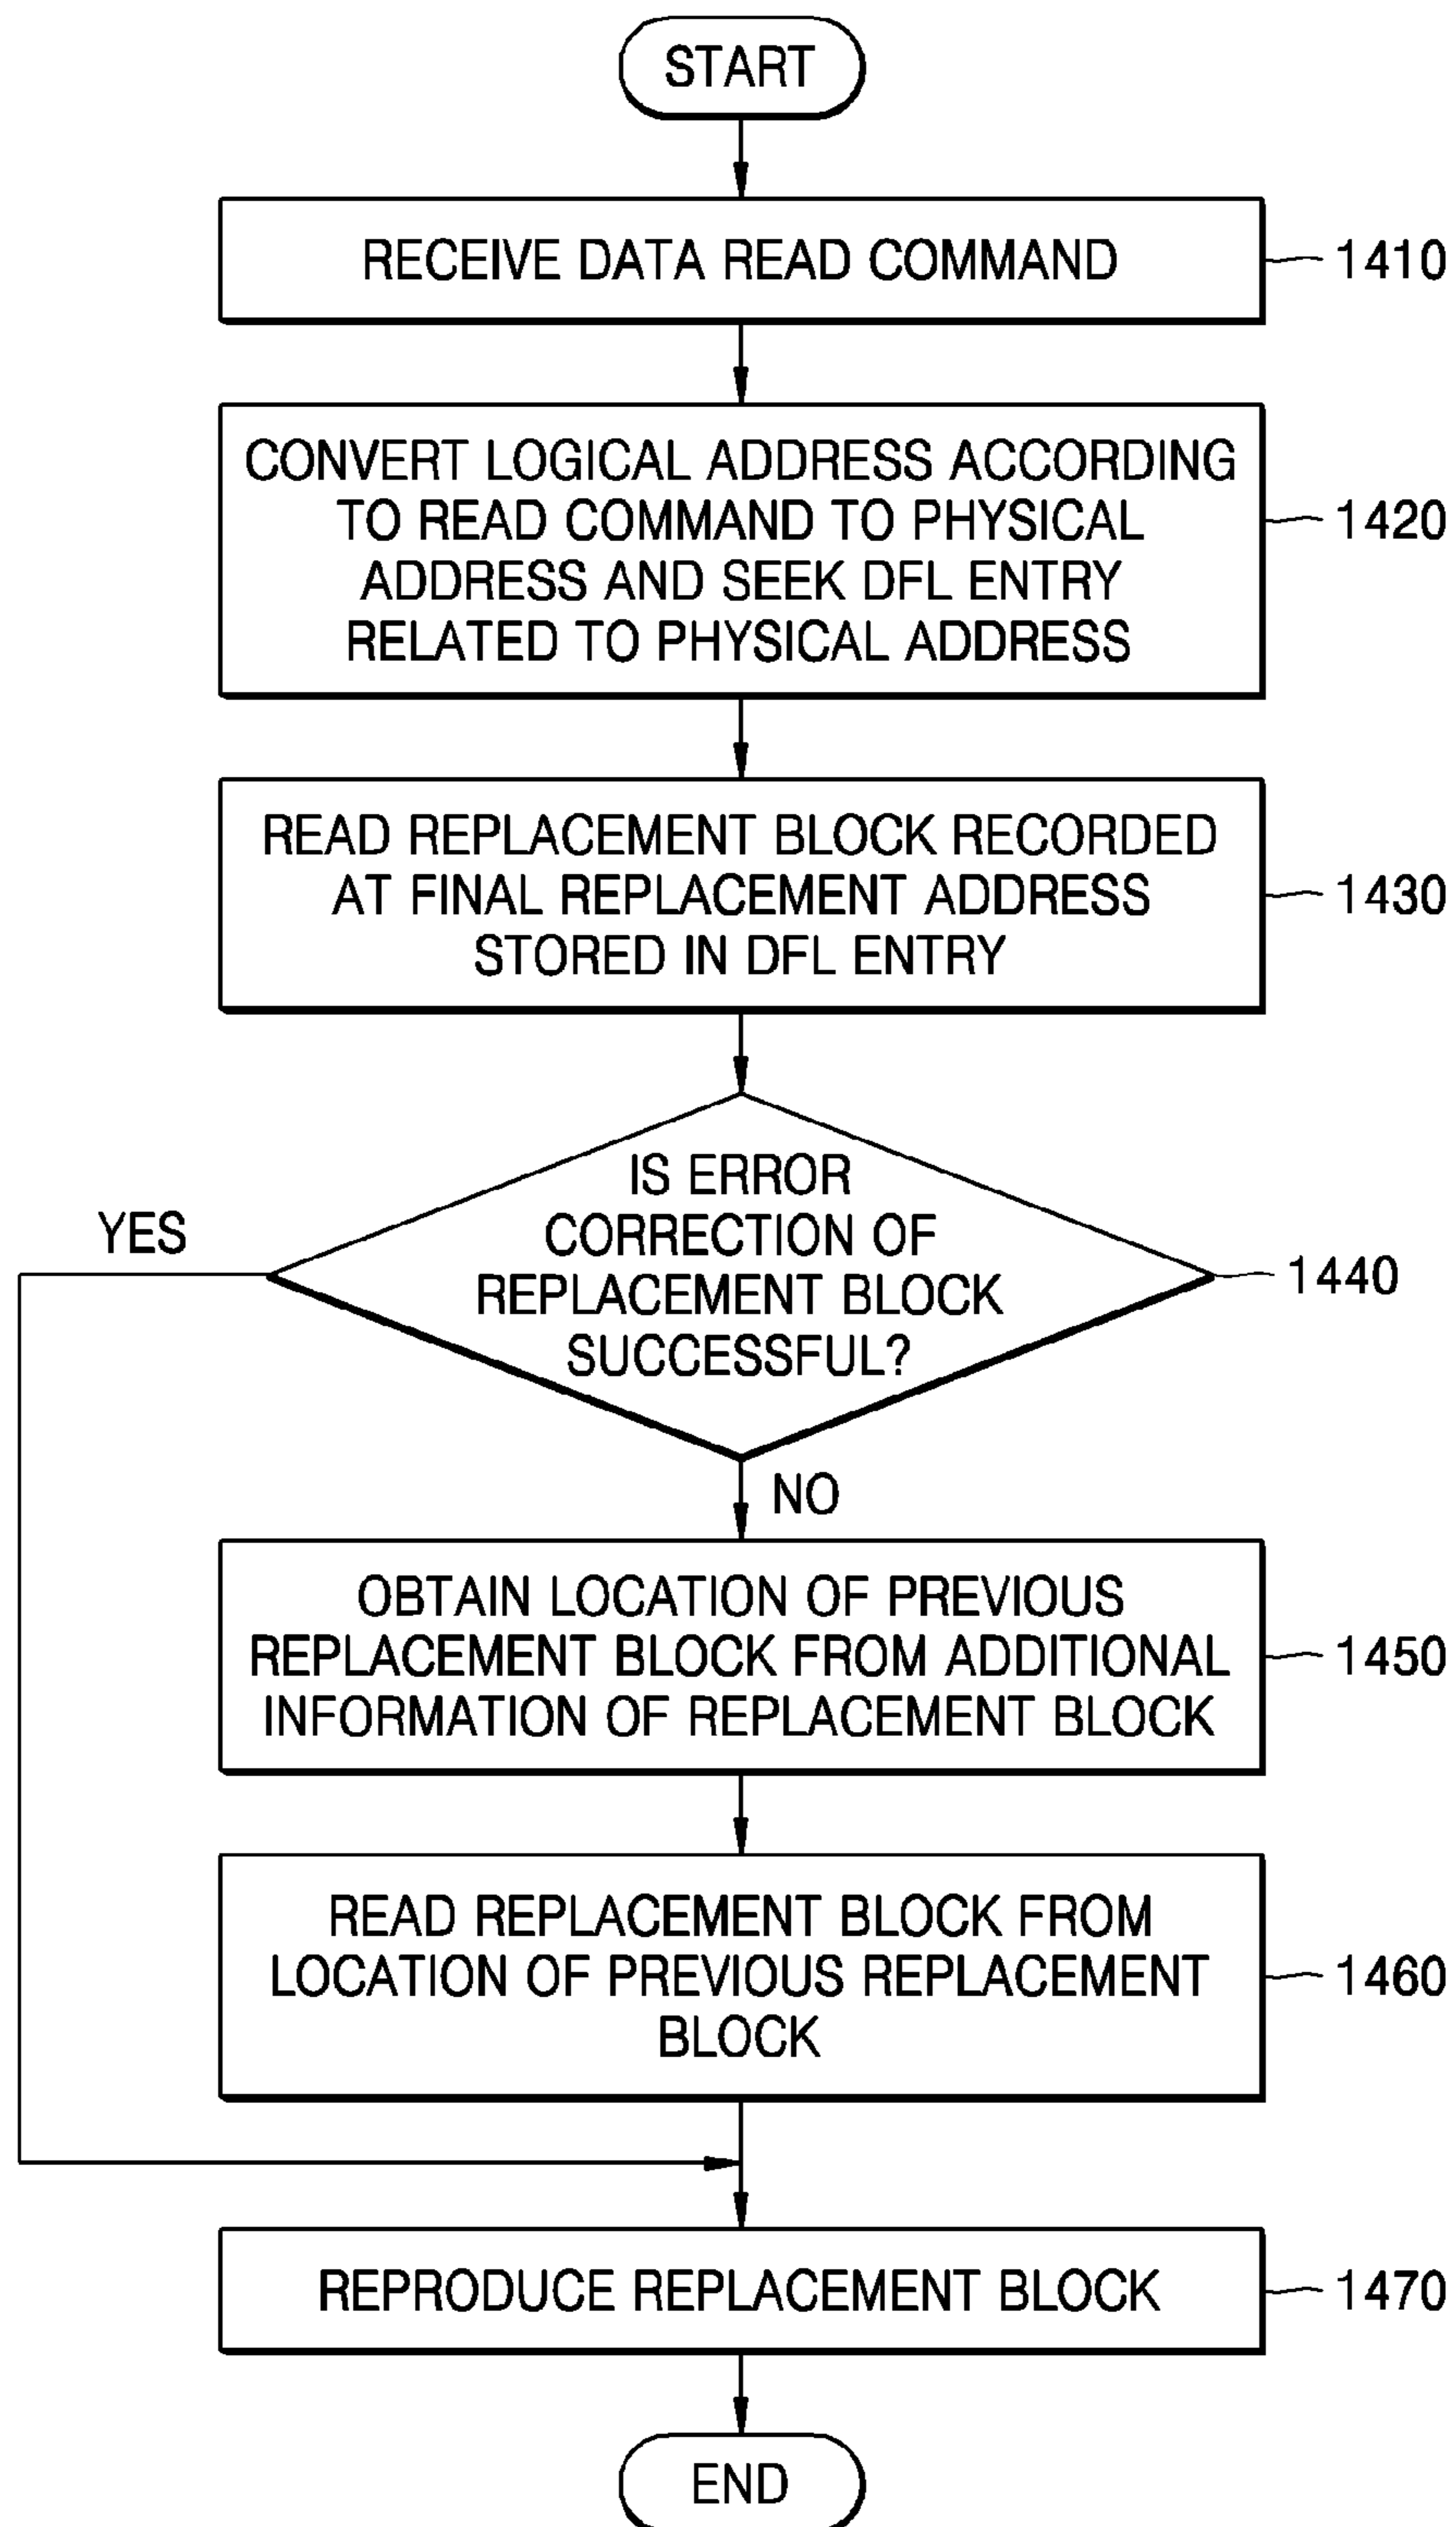 START
RECEIVE DATA READ COMMAND
1410
CONVERT LOGICAL ADDRESS ACCORDING
TO READ COMMAND TO PHYSICAL
ADDRESS AND SEEK DFL ENTRY
RELATED TO PHYSICAL ADDRESS
1420
READ REPLACEMENT BLOCK RECORDED
AT FINAL REPLACEMENT ADDRESS
STORED IN DFL ENTRY
1430
IS ERROR
CORRECTION OF
REPLACEMENT BLOCK
SUCCESSFUL?
1440
YES
NO
OBTAIN LOCATION OF PREVIOUS
REPLACEMENT BLOCK FROM ADDITIONAL
INFORMATION OF REPLACEMENT BLOCK
1450
READ REPLACEMENT BLOCK FROM
LOCATION OF PREVIOUS REPLACEMENT
BLOCK
1460
REPRODUCE REPLACEMENT BLOCK
1470
END